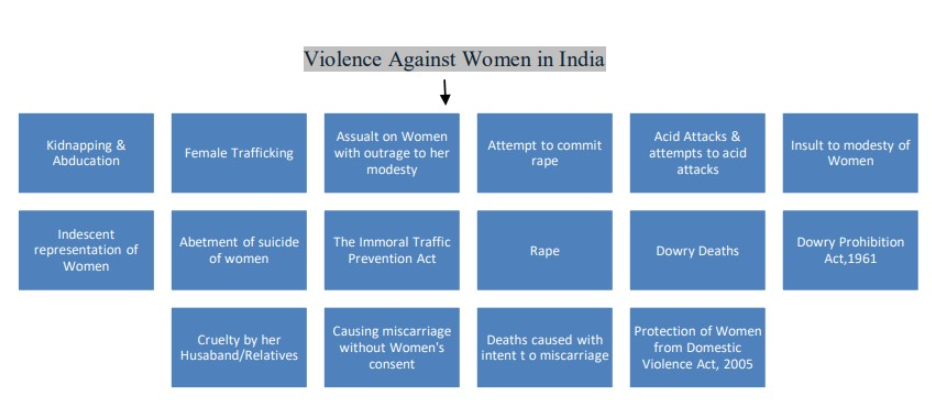 Violence Against Women in India
Kidnapping &
Abducation
Female Trafficking
Assualt on Women
with outrage to her
modesty
Attempt to commit
rape
Acid Attacks &
attempts to acid
attacks
Insult to modesty of
Women
Indescent
representation of
Women
Abetment of suicide
of women
The Immoral Traffic
Prevention Act
Rape
Dowry Deaths
Dowry Prohibition
Act,1961
Cruelty by her
Husaband/Relatives
Causing miscarriage
without Women's
consent
Deaths caused with
intent t o miscarriage
Protection of Women
from Domestic
Violence Act, 2005